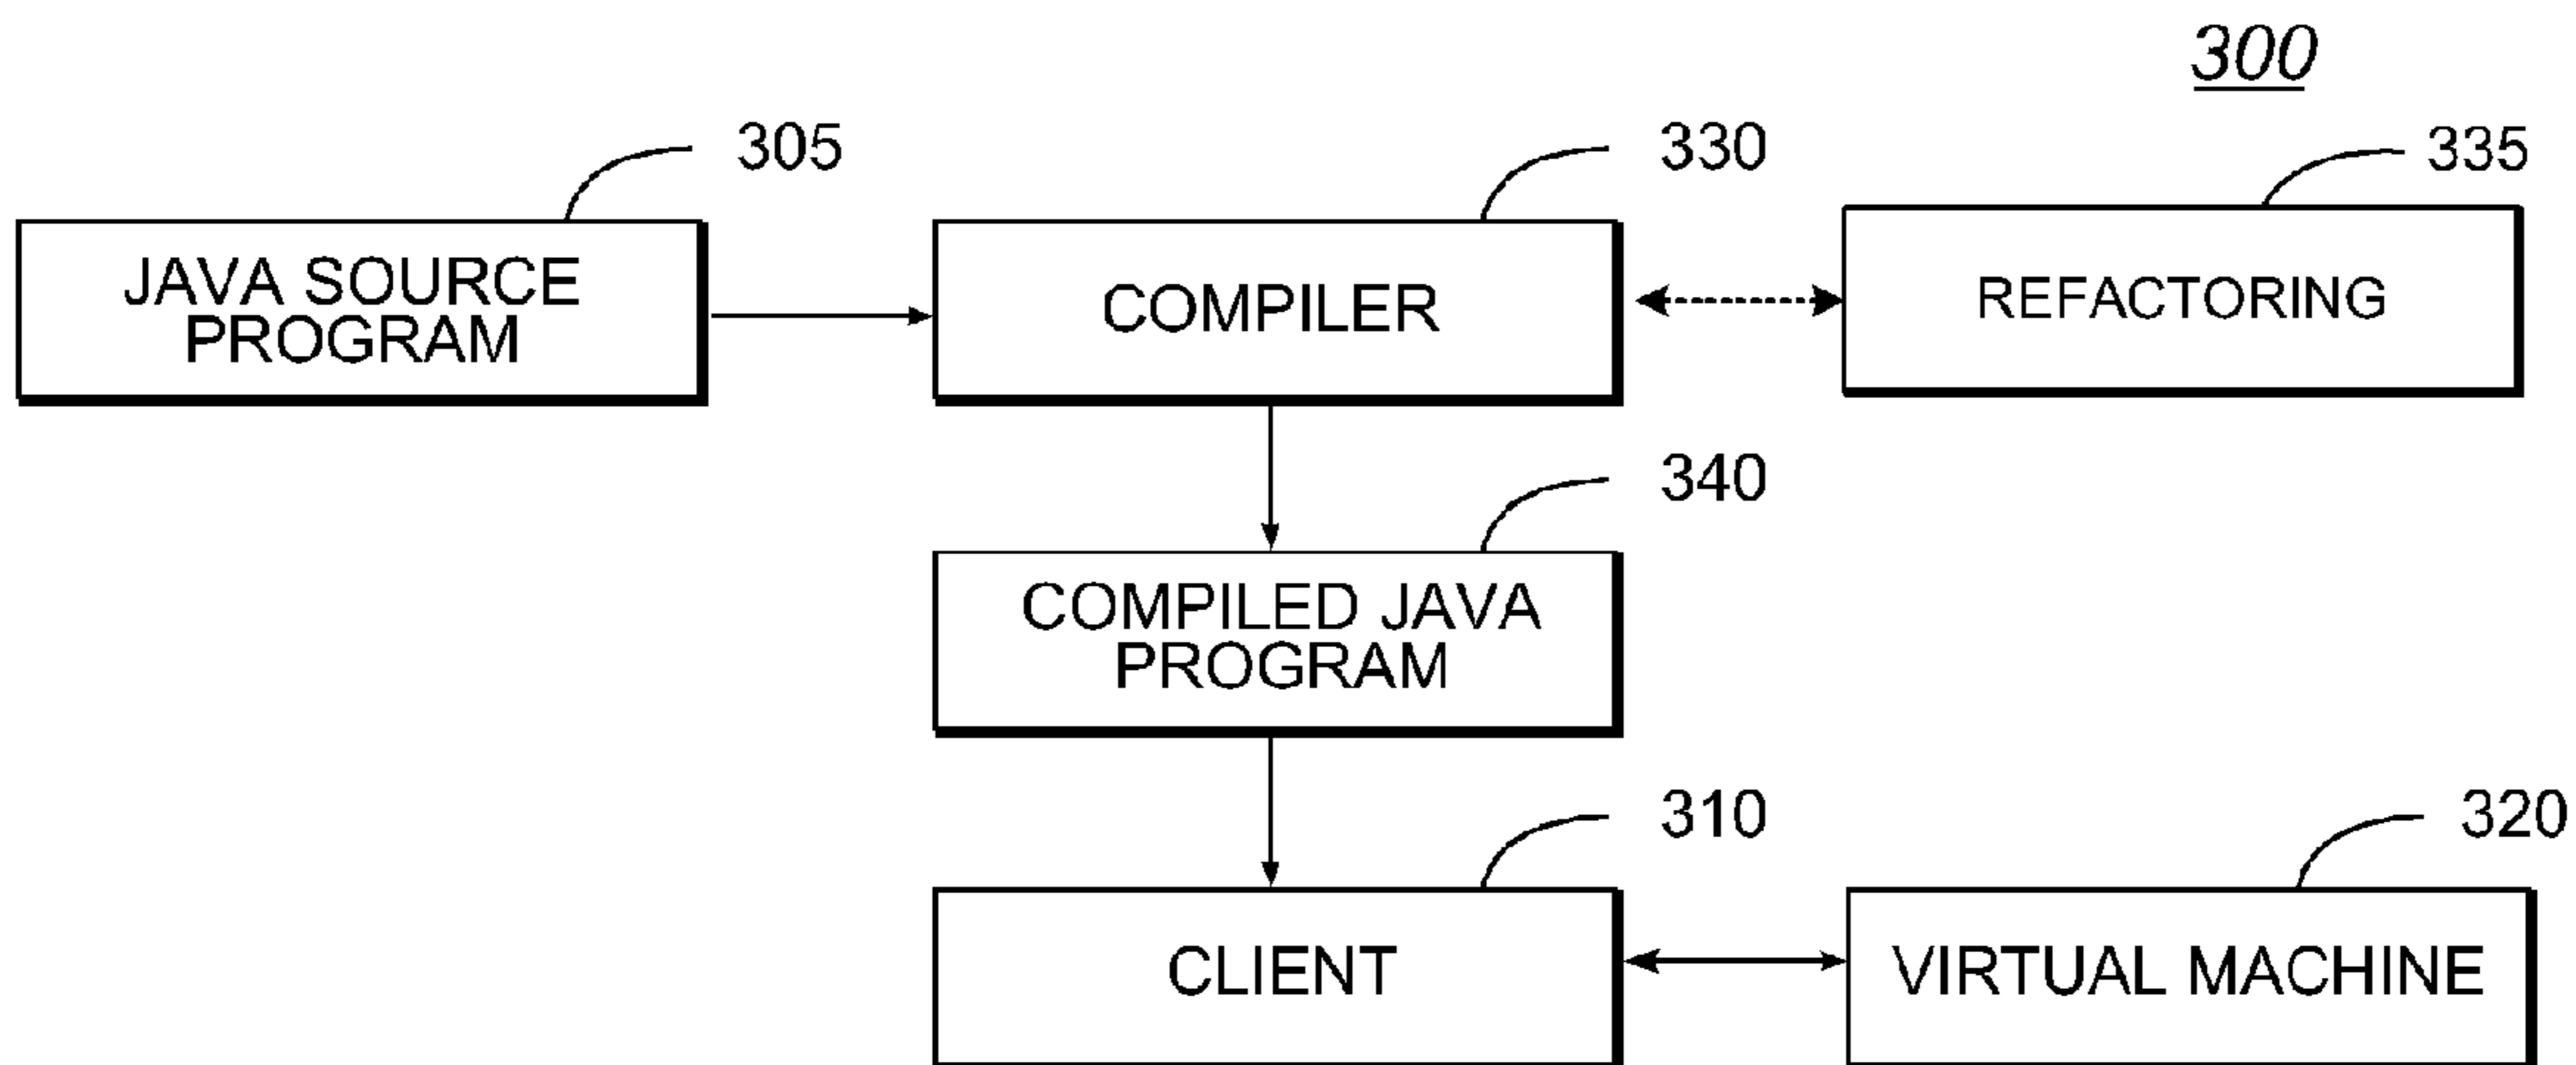 300
305
330
335
JAVA SOURCE
PROGRAM
COMPILER
REFACTORING
340
COMPILED JAVA
PROGRAM
310
320
CLIENT
VIRTUAL MACHINE